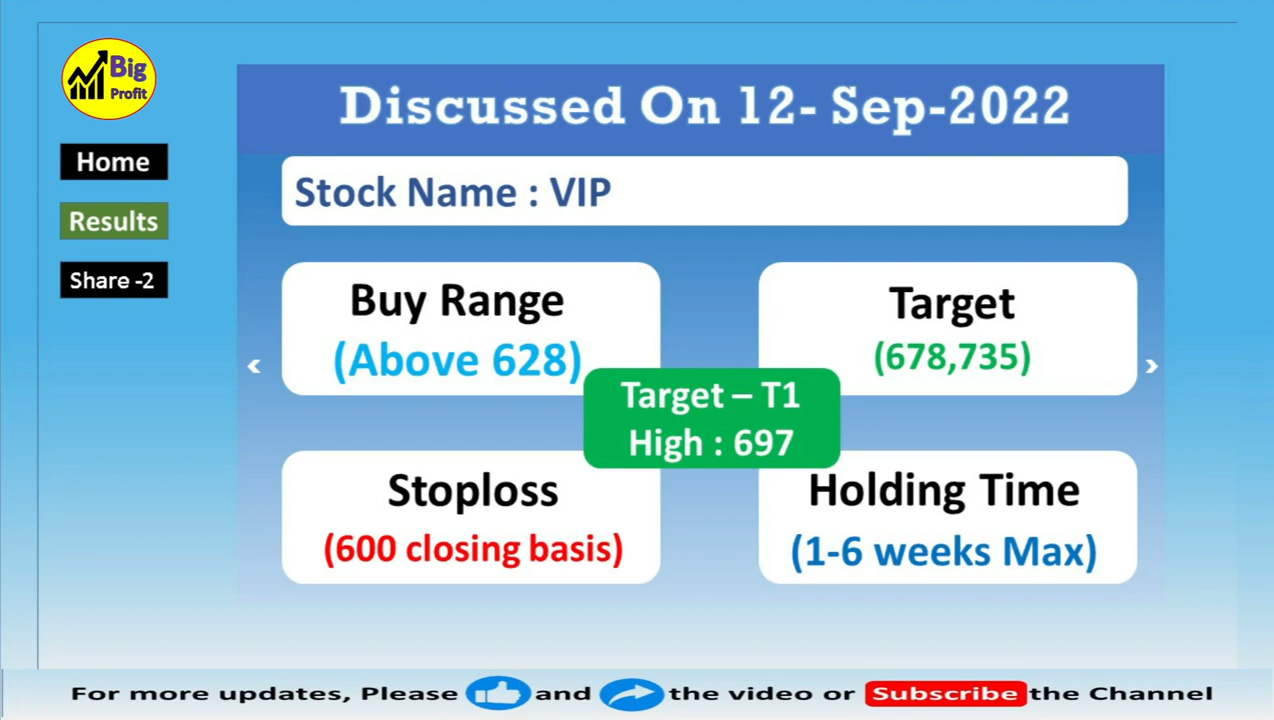 Big
Profit
Discussed On 12- Sep-2022
Home
Stock Name : VIP
Results
Share -2
Buy Range
(Above 628)
Target
(678,735)
Target – T1
High : 697
Stoploss
(600 closing basis)
Holding Time
(1-6 weeks Max)
For more updates, Please and the video or Subscribe the Channel